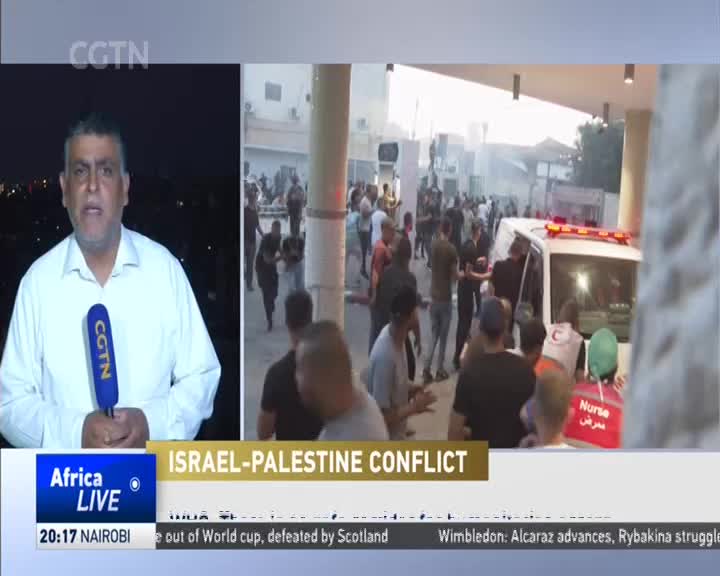 CGTN
CGTN
Nurse
ممرض
ISRAEL-PALESTINE CONFLICT
Africa
LIVE
20:17 NAIROBI
e out of World cup, defeated by Scotland
Wimbledon: Alcaraz advances, Rybakina struggle